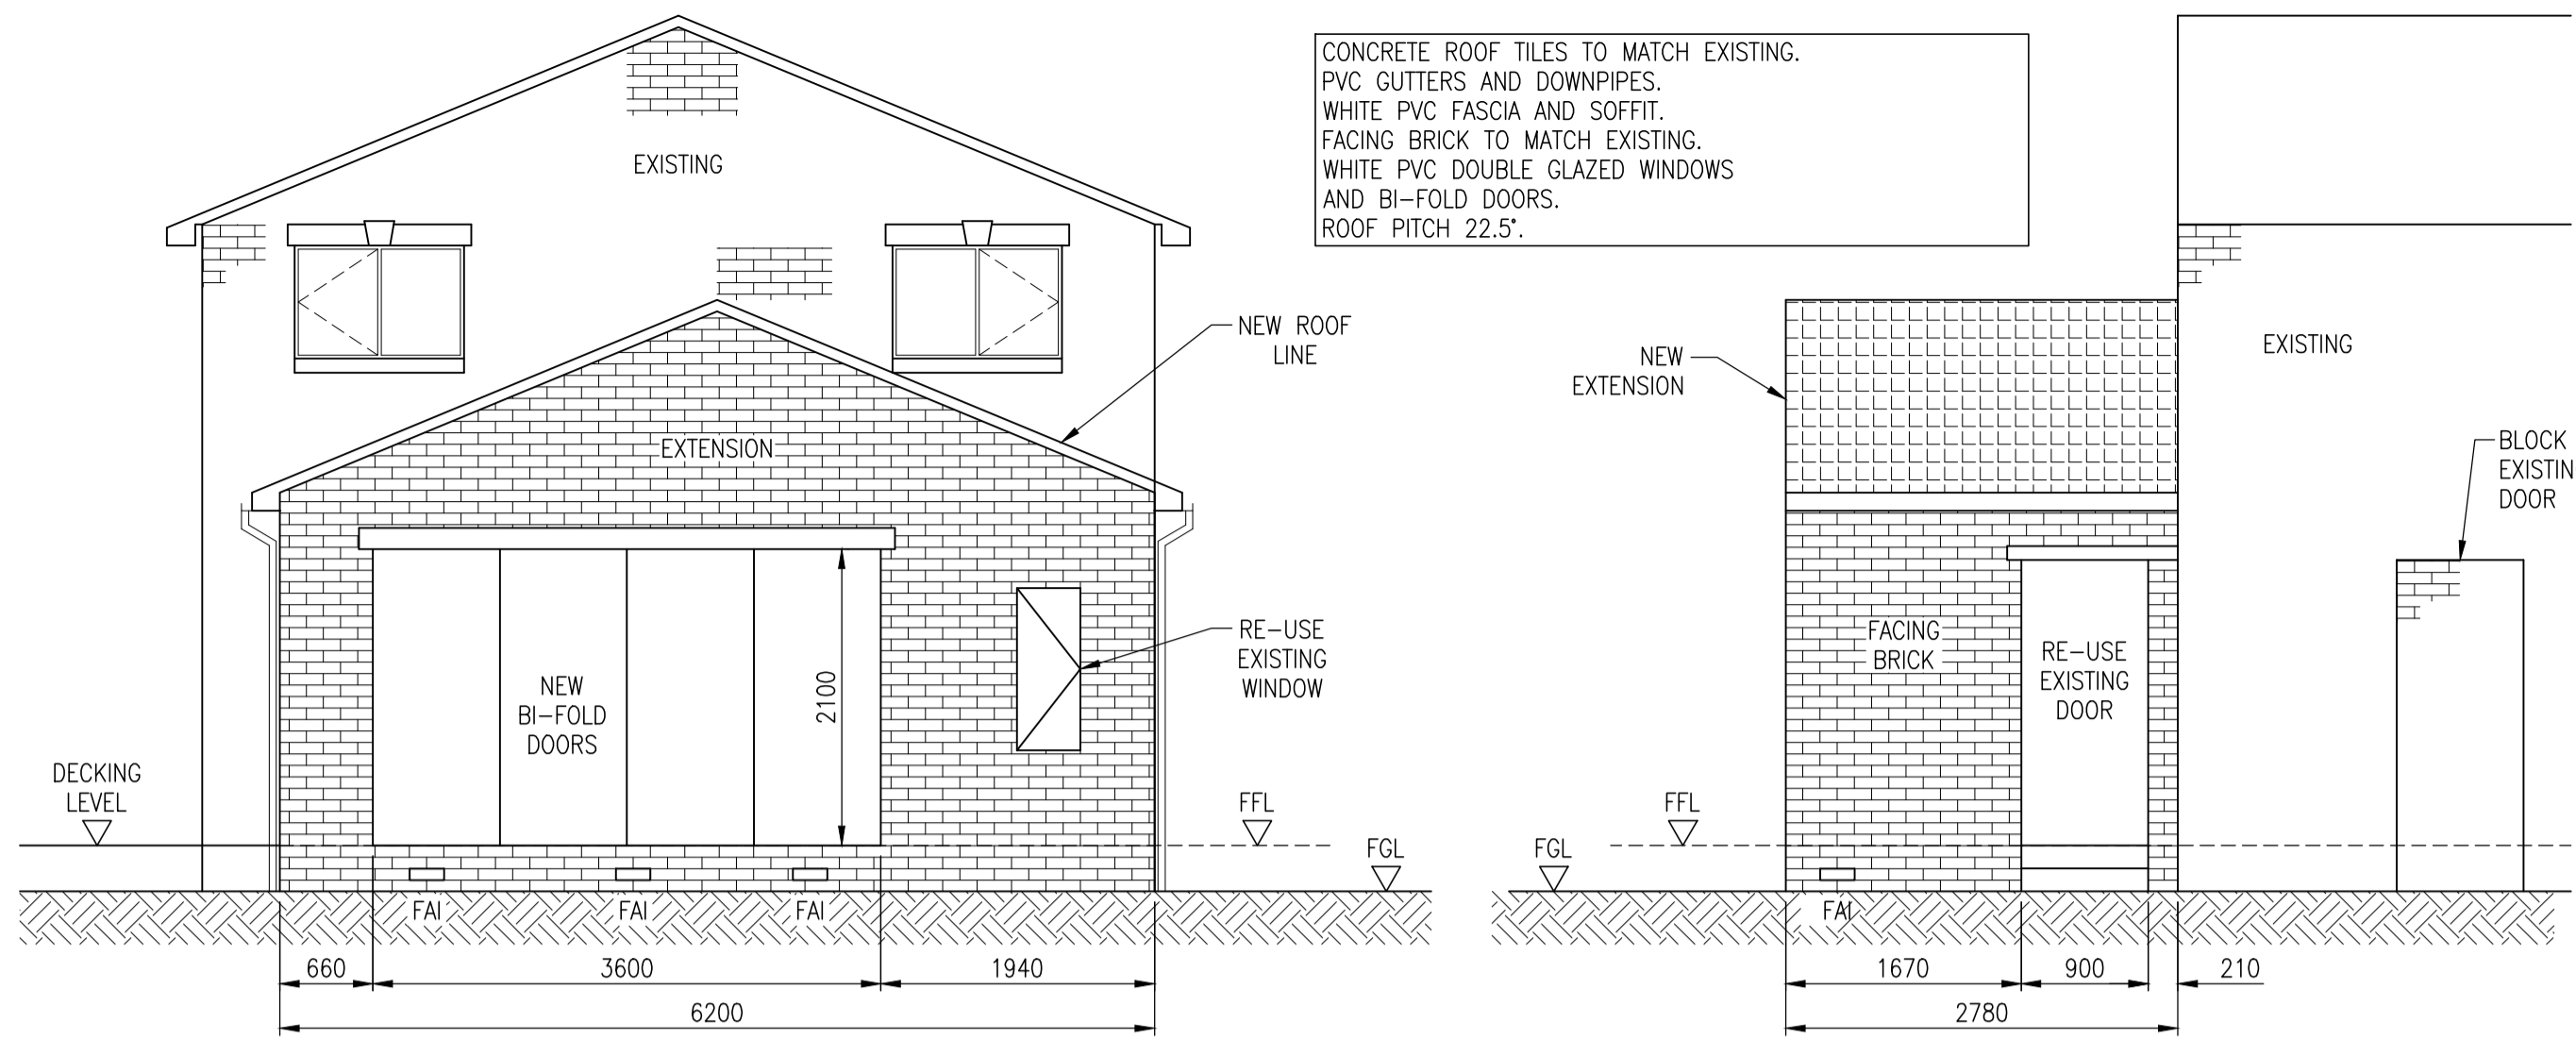 CONCRETE ROOF TILES TO MATCH EXISTING.
PVC GUTTERS AND DOWNPIPES.
WHITE PVC FASCIA AND SOFFIT.
FACING BRICK TO MATCH EXISTING.
WHITE PVC DOUBLE GLAZED WINDOWS
AND BI-FOLD DOORS.
ROOF PITCH 22.5°.
EXISTING
NEW ROOF
LINE
EXTENSION
RE-USE
EXISTING
WINDOW
NEW
BI-FOLD
DOORS
2100
DECKING
LEVEL
FFL
FGL
FAI
FAI
FAI
660
3600
1940
6200
NEW
EXTENSION
EXISTING
BLOCK
EXISTIN
DOOR
FACING
BRICK
RE-USE
EXISTING
DOOR
FFL
FGL
FAI
1670
900
210
2780